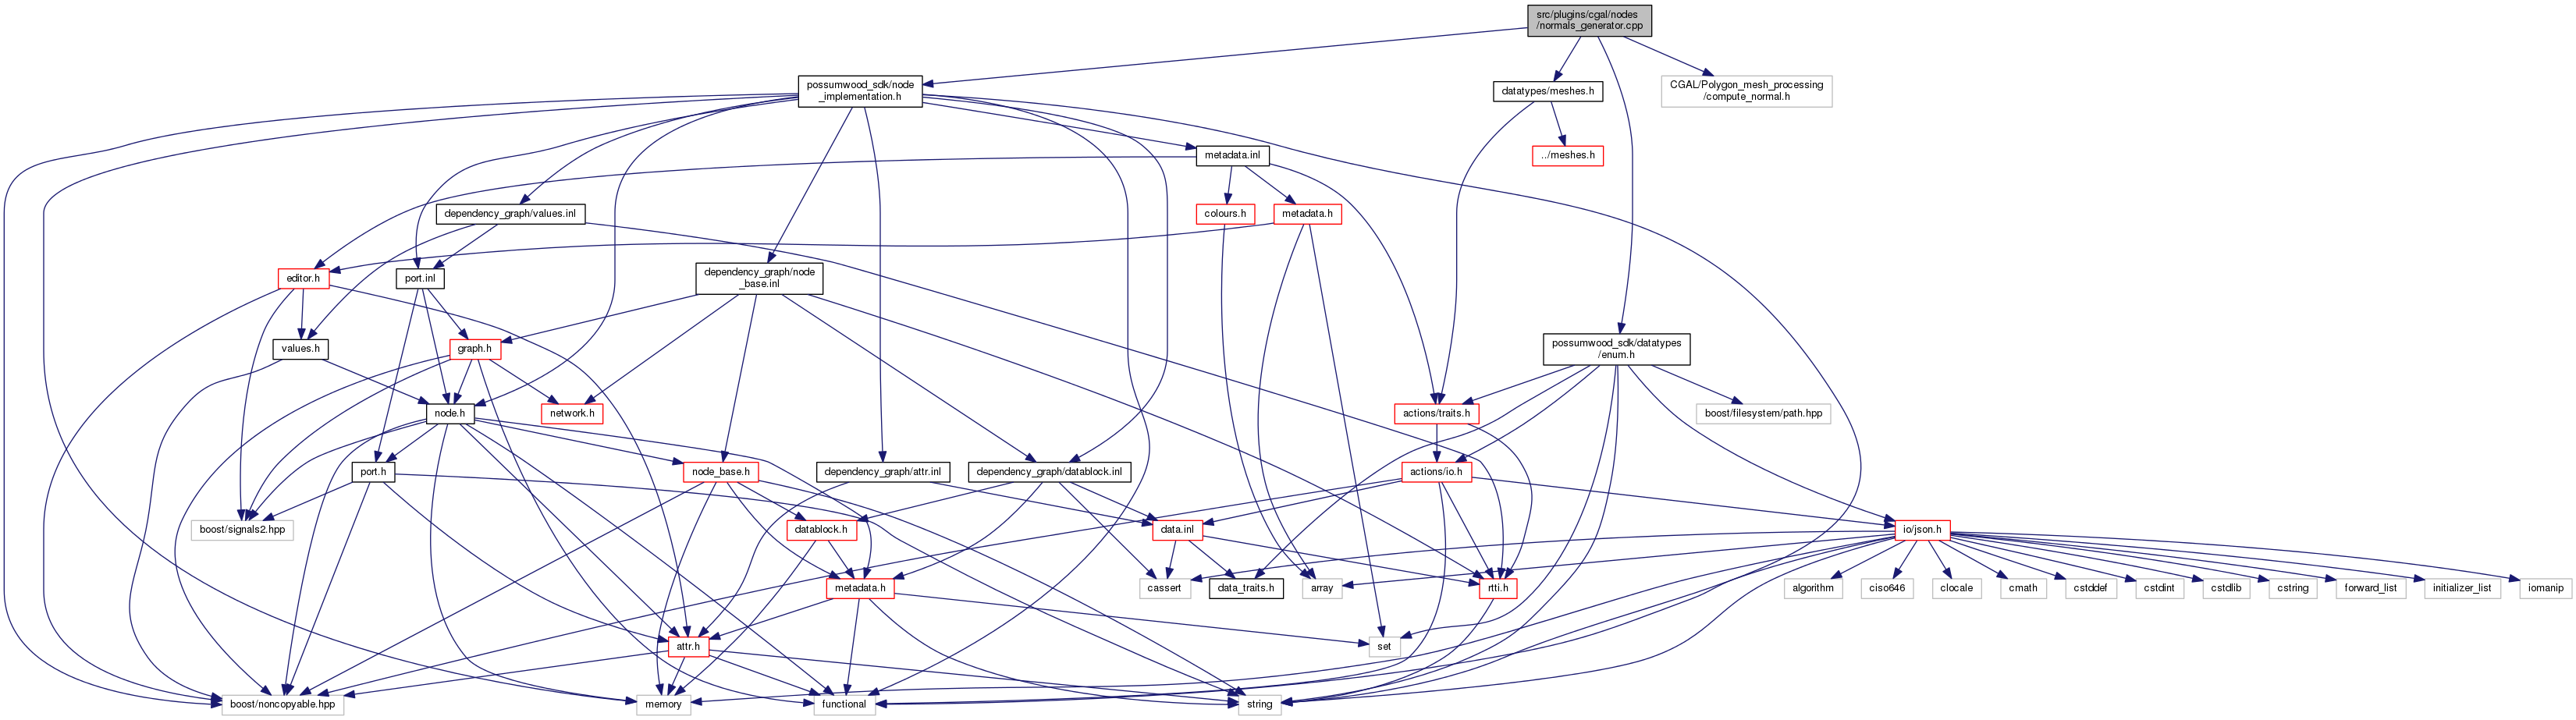 src/plugins/cgal/nodes
/normals_generator.cpp
possumwood_sdk/node
_implementation.h
datatypes/meshes.h
CGAL/Polygon_mesh_processing
/compute_normal.h
metadata.inl
../meshes.h
dependency_graph/values.inl
colours.h
metadata.h
editor.h
port.inl
dependency_graph/node
_base.inl
values.h
graph.h
possumwood_sdk/datatypes
/enum.h
node.h
network.h
actions/traits.h
boost/filesystem/path.hpp
port.h
node_base.h
dependency_graph/attr.inl
dependency_graph/datablock.inl
actions/io.h
boost/signals2.hpp
datablock.h
data.inl
io/json.h
metadata.h
cassert
data_traits.h
array
rtti.h
algorithm
ciso646
clocale
cmath
cstddef
cstdint
cstdlib
cstring
forward_list
initializer_list
iomanip
attr.h
set
boost/noncopyable.hpp
memory
functional
string